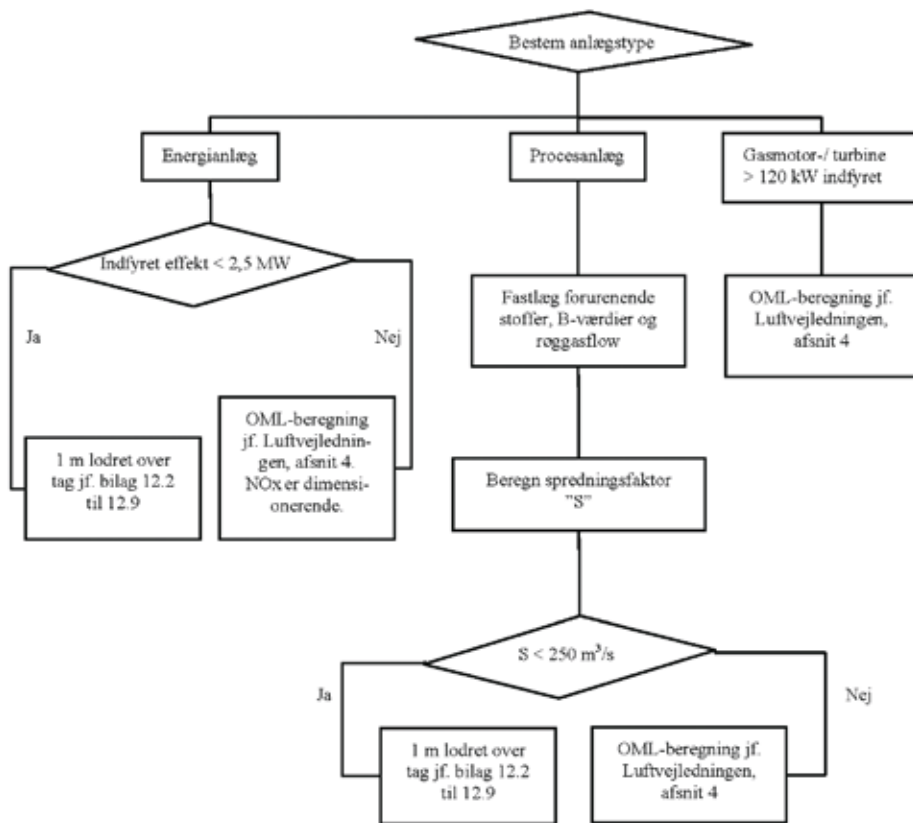 Bestem anlægstype
Energianlæg
Procesanlæg
Gasmotor-/ turbine
> 120 kW indfyret
Indfyret effekt < 2,5 MW
Ja
Nej
1 m lodret over
tag jf. bilag 12.2
til 12.9
OML-beregning
jf. Luftvejlednin-
gen, afsnit 4.
NOx er dimensi-
onerende.
Fastlæg forurenende
stoffer, B-værdier og
røggasflow
OML-beregning jf.
Luftvejledningen,
afsnit 4
Beregn spredningsfaktor
”S”
S < 250 m³/s
Ja
Nej
1 m lodret over
tag jf. bilag 12.2
til 12.9
OML-beregning jf.
Luftvejledningen,
afsnit 4